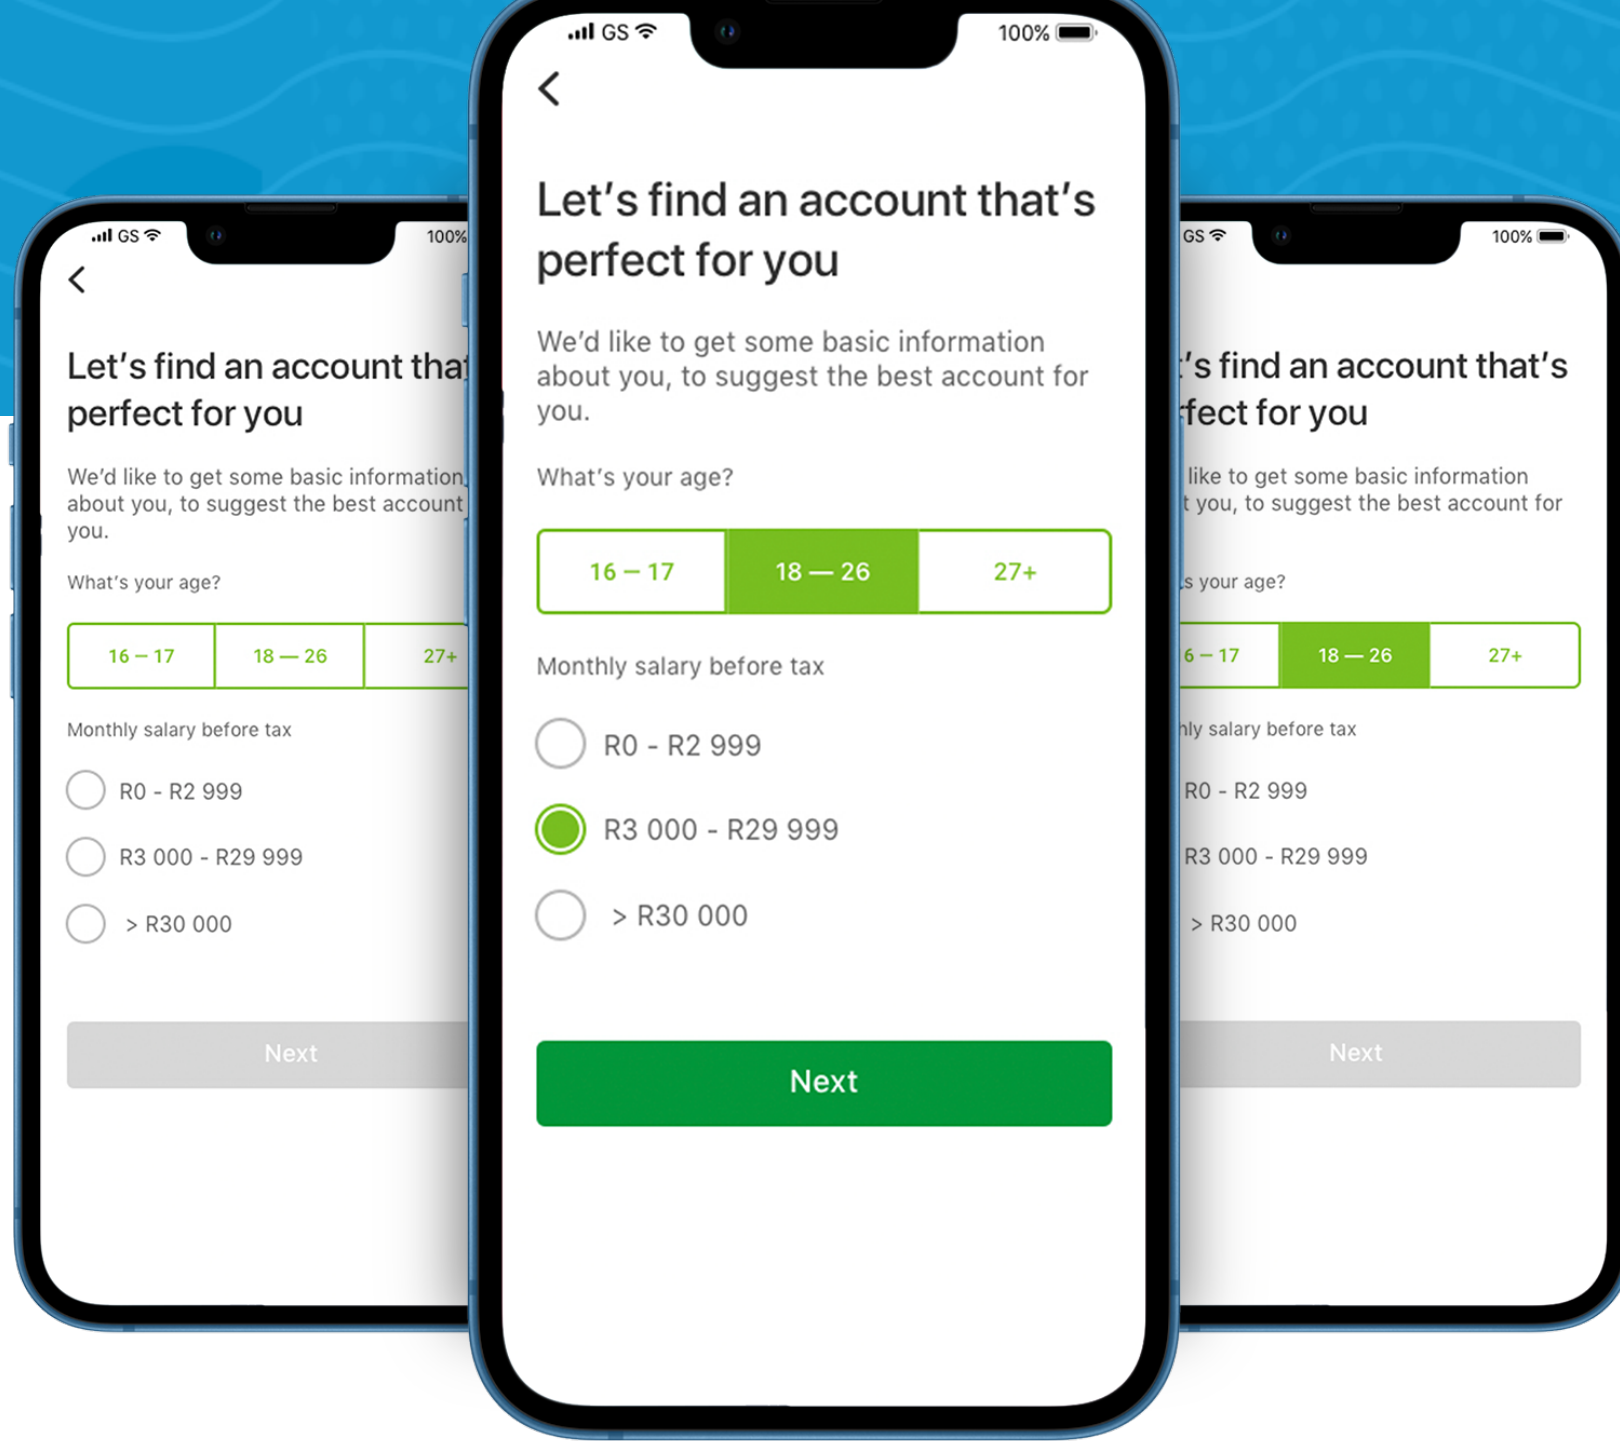 GS 100%
Let's find an account that
perfect for you
We'd like to get some basic information
about you, to suggest the best account
you.
What's your age?
16 – 17 18 — 26 27+
Monthly salary before tax
R0 - R2 999
R3 000 - R29 999
> R30 000
Next
GS 100%
Let's find an account that's
perfect for you
We'd like to get some basic information
about you, to suggest the best account for
you.
What's your age?
16 – 17 18 — 26 27+
Monthly salary before tax
R0 - R2 999
R3 000 - R29 999
> R30 000
Next
GS 100%
's find an account that's
fect for you
like to get some basic information
t you, to suggest the best account for
s your age?
6 – 17 18 — 26 27+
hly salary before tax
R0 - R2 999
R3 000 - R29 999
> R30 000
Next